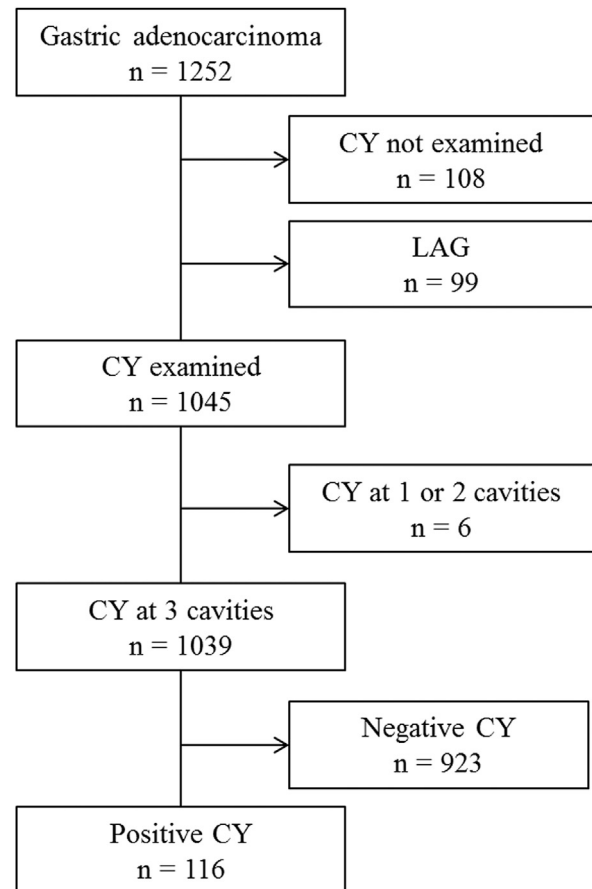 Gastric adenocarcinoma
n = 1252
CY not examined
n = 108
LAG
n = 99
CY examined
n = 1045
CY at 1 or 2 cavities
n = 6
CY at 3 cavities
n = 1039
Negative CY
n = 923
Positive CY
n = 116